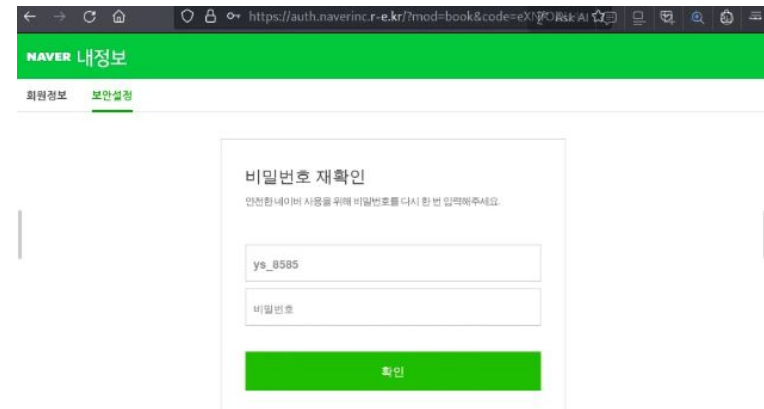 https://auth.naverinc.r-e.kr/?mod=book&code=
NAVER 내정보
회원정보 보안설정
비밀번호 재확인
안전한 네이버 사용을 위해 비밀번호를 다시 한 번 입력해주세요.
ys_8585
비밀번호
확인